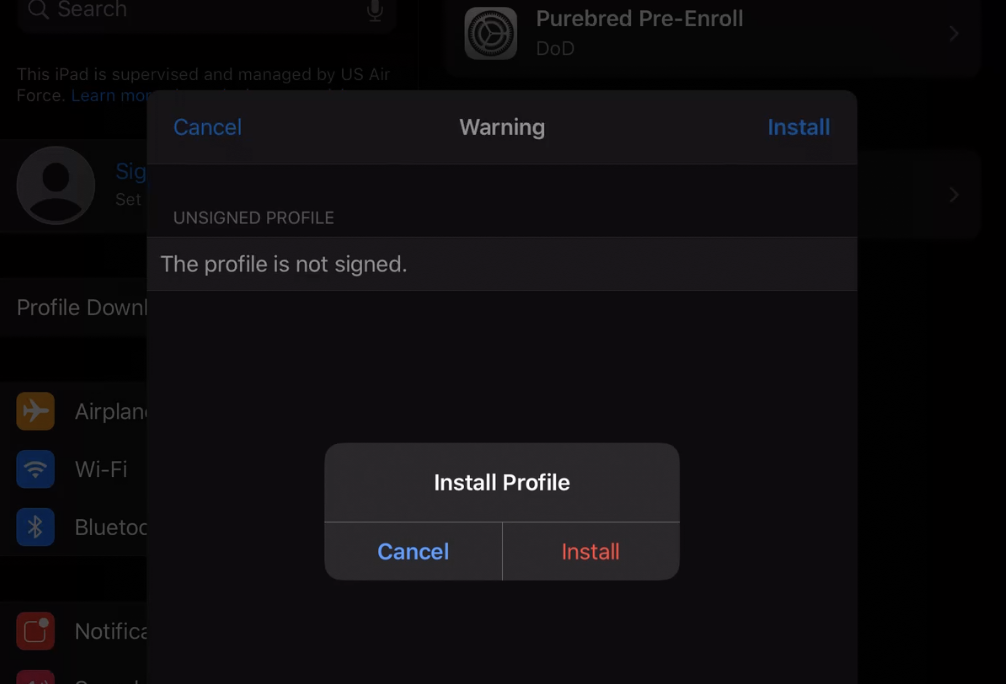 Search
Purebred Pre-Enroll
DoD
This iPad is supervised and managed by US Air
Force. Learn mor
Cancel
Warning
Install
Sig
Set
UNSIGNED PROFILE
The profile is not signed.
Profile Downl
Airplan
Wi-Fi
Bluetoo
Install Profile
Cancel
Install
Notifica